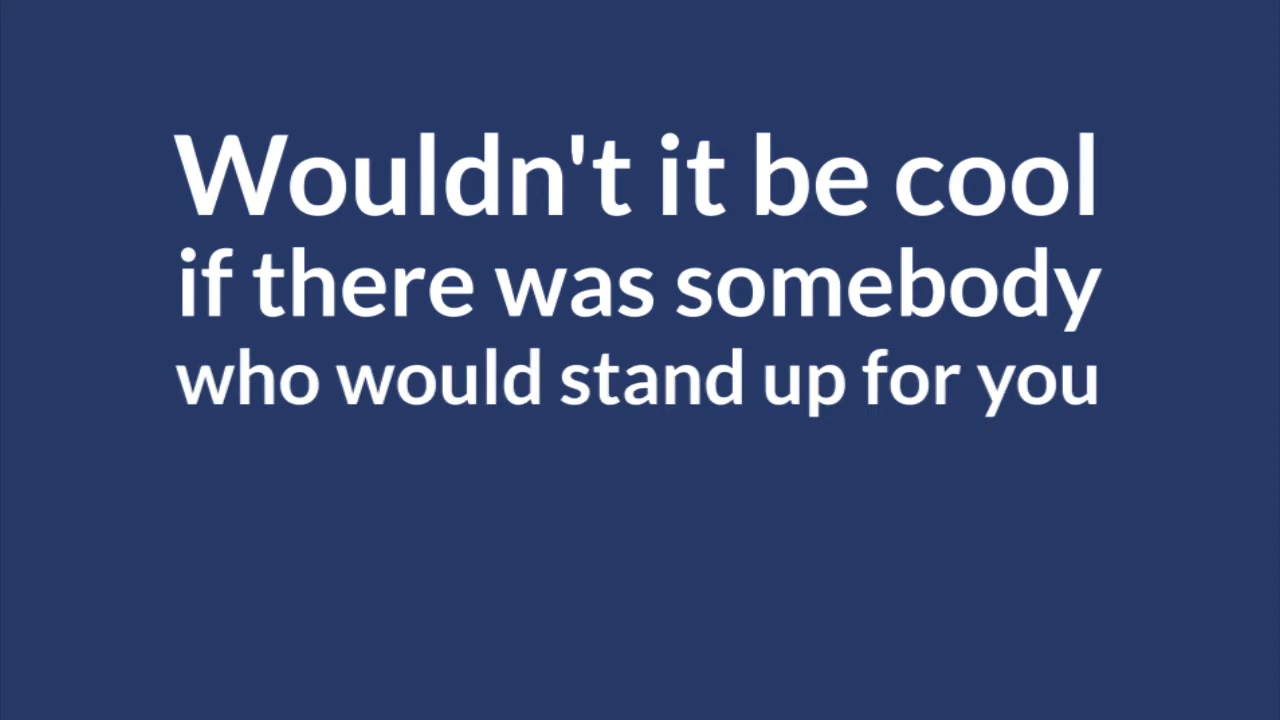 Wouldn't it be cool
if there was somebody
who would stand up for you